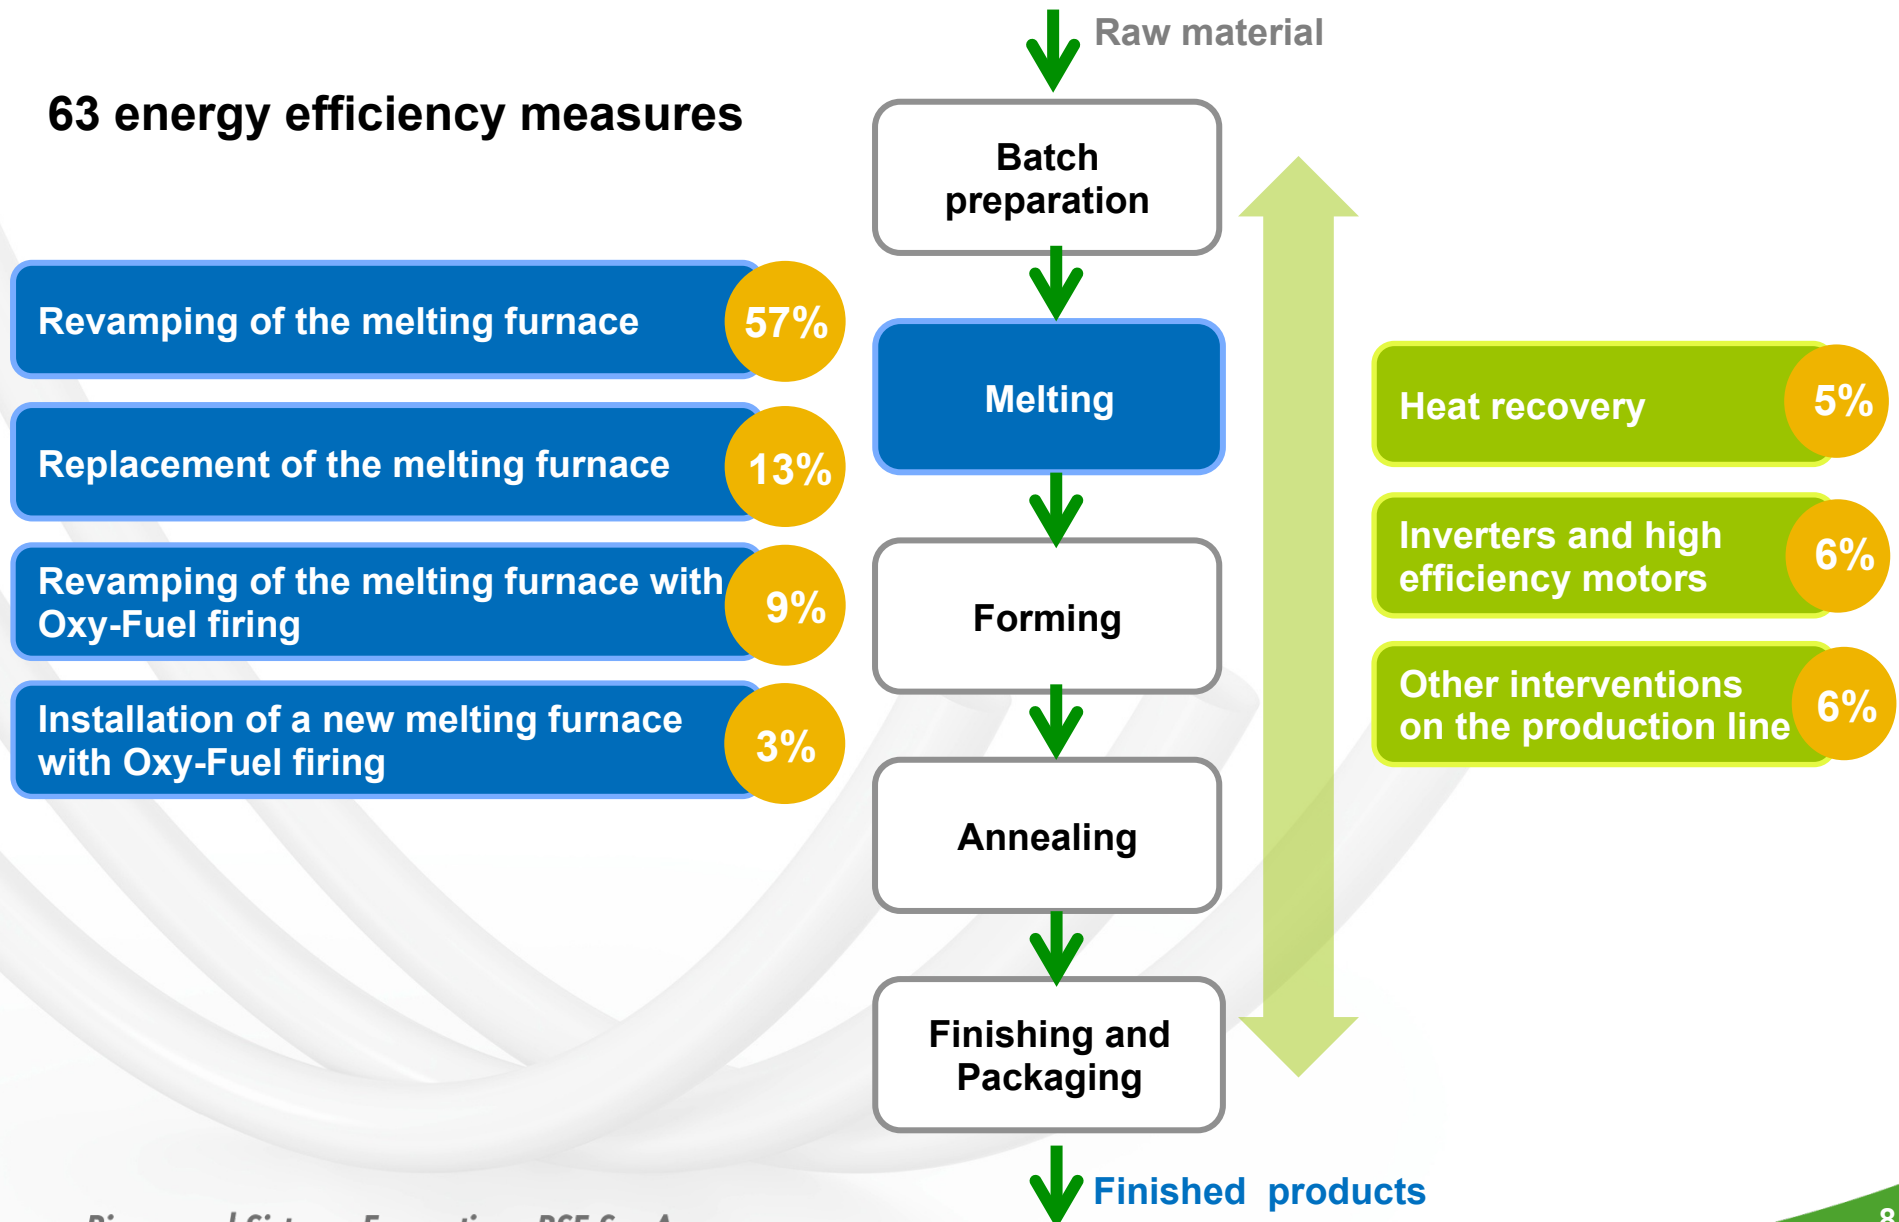 Raw material
63 energy efficiency measures
Batch
preparation
Revamping of the melting furnace
57%
Melting
Heat recovery
5%
Replacement of the melting furnace
13%
Inverters and high
efficiency motors
6%
Revamping of the melting furnace with
Oxy-Fuel firing
9%
Forming
Other interventions
on the production line
6%
Installation of a new melting furnace
with Oxy-Fuel firing
3%
Annealing
Finishing and
Packaging
Finished products
8